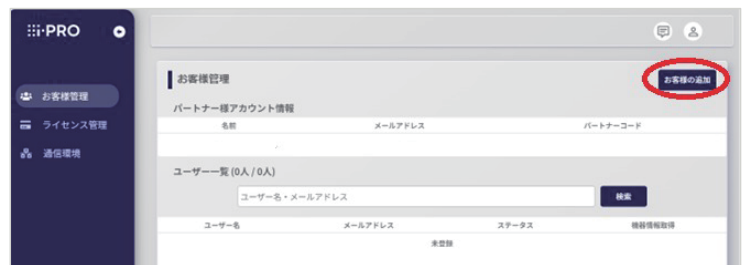 i-PRO
お客様管理
ライセンス管理
通信環境
お客様管理
お客様の追加
パートナー様アカウント情報
名前 メールアドレス パートナーコード
ユーザー一覧 (0人 / 0人)
ユーザー名・メールアドレス 検索
ユーザー名 メールアドレス ステータス 機器情報取得
未登録